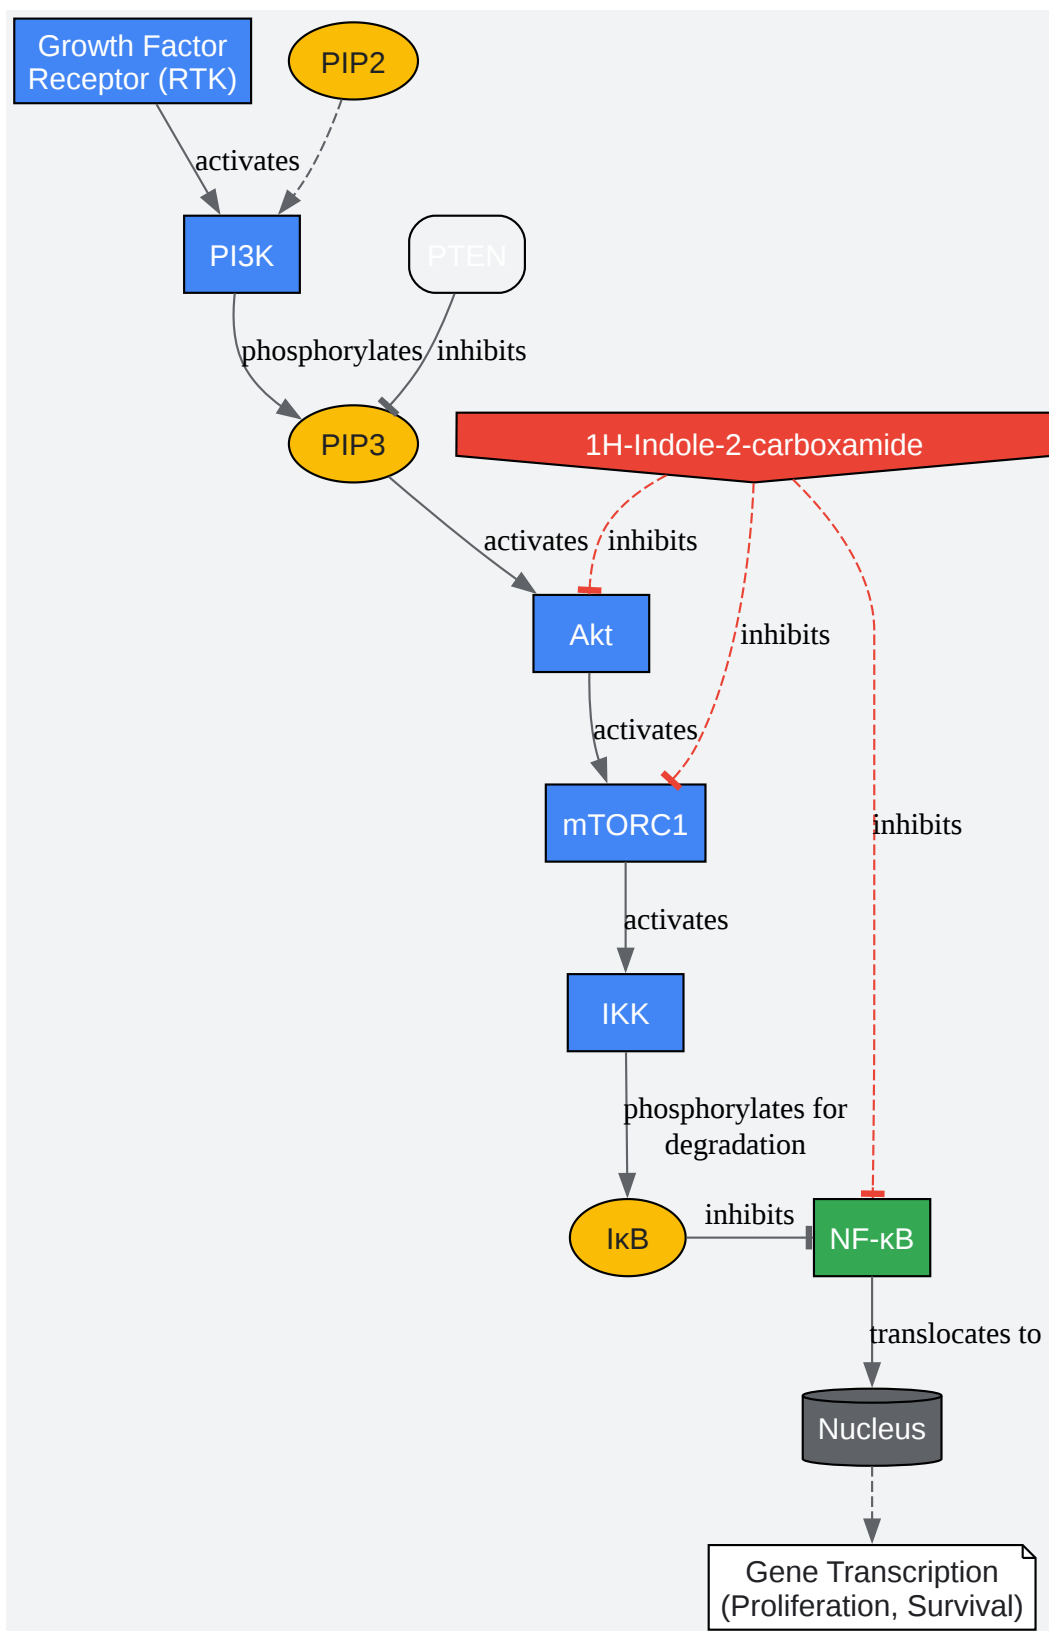 Growth Factor
Receptor (RTK)
PIP2
activates
PI3K
PTEN
phosphorylates
inhibits
PIP3
1H-Indole-2-carboxamide
activates
inhibits
Akt
inhibits
activates
mTORC1
inhibits
activates
IKK
phosphorylates for
degradation
inhibits
IκB
NF-κB
translocates to
Nucleus
Gene Transcription
(Proliferation, Survival)